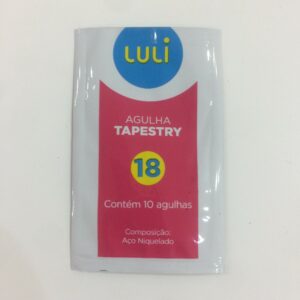 LULI
AGULHA
TAPESTRY
18
Contém 10 agulhas
Composição:
Aço Niquelado